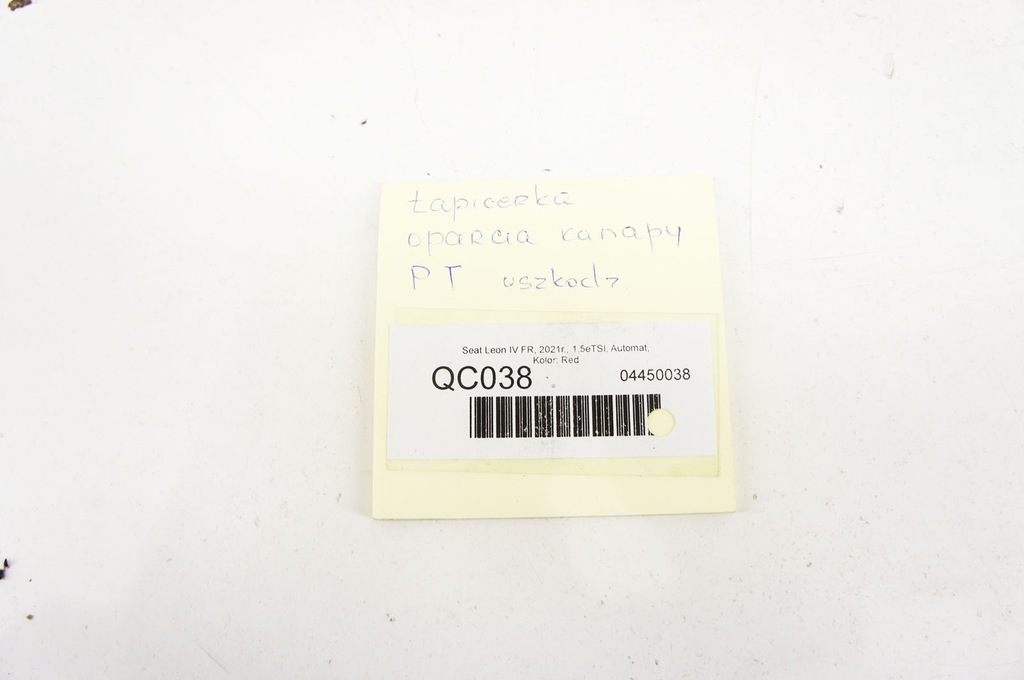 Tapicerka
oparcia kanapy
PT uszkodz.
Seat Leon IV FR, 2021r., 1.5eTSI, Automat,
Kolor: Red
QC038 04450038